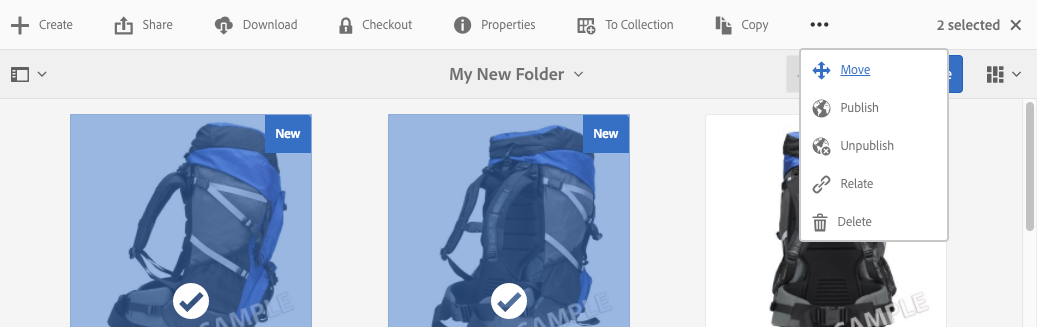 Create Share Download Checkout Properties To Collection Copy ••• 2 selected
My New Folder
Move
Publish
Unpublish
Relate
Delete
New New
SAMPLE SAMPLE SAMPLE